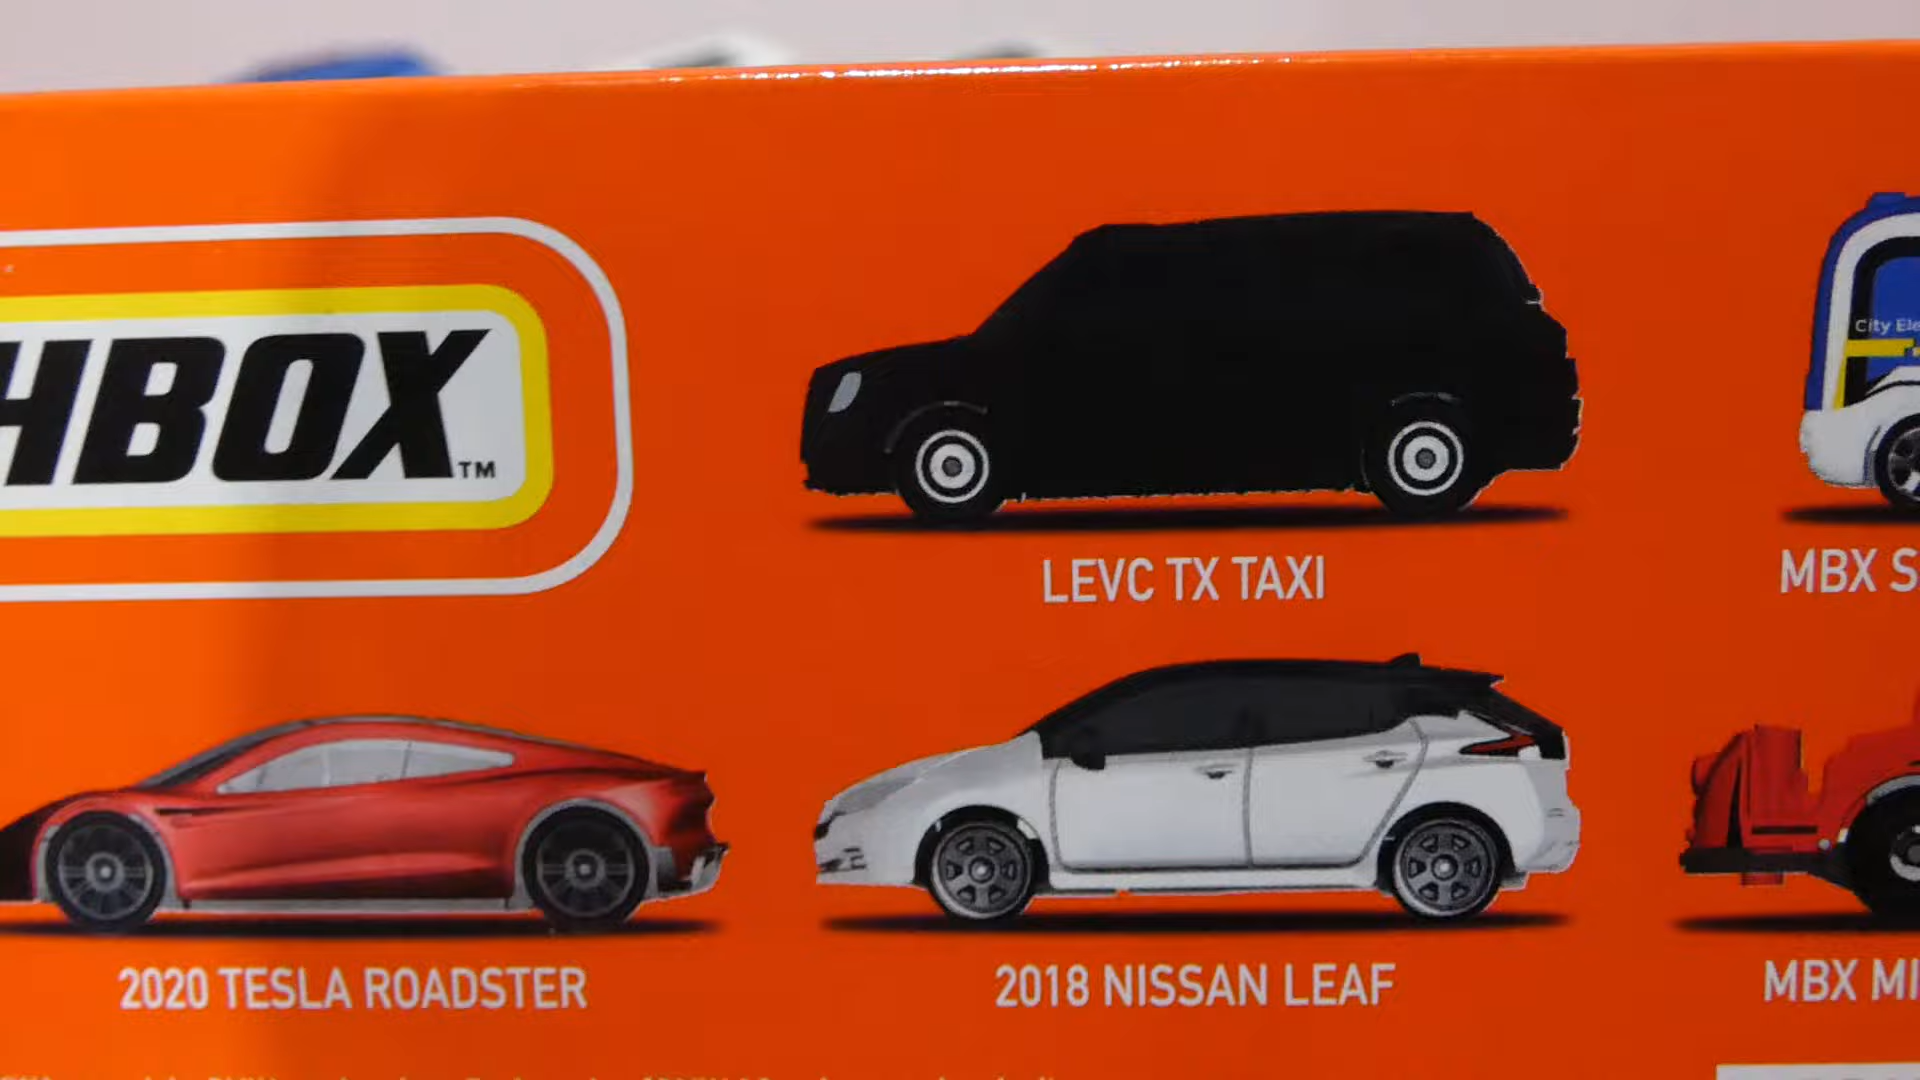 HBOX™
City Ele
LEVC TX TAXI
MBX S
2020 TESLA ROADSTER
2018 NISSAN LEAF
MBX MI